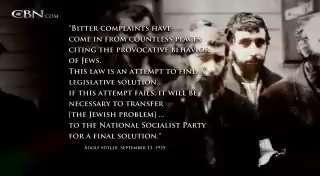 CBN.COM
"BITTER COMPLAINTS HAVE
COME IN FROM COUNTLESS PLACES
CITING THE PROVOCATIVE BEHAVIOR
OF JEWS.
THIS LAW IS AN ATTEMPT TO FIND A
LEGISLATIVE SOLUTION...
IF THIS ATTEMPT FAILS, IT WILL BE
NECESSARY TO TRANSFER
[THE JEWISH PROBLEM] ...
TO THE NATIONAL SOCIALIST PARTY
FOR A FINAL SOLUTION."
ADOLF HITLER, SEPTEMBER 15, 1935